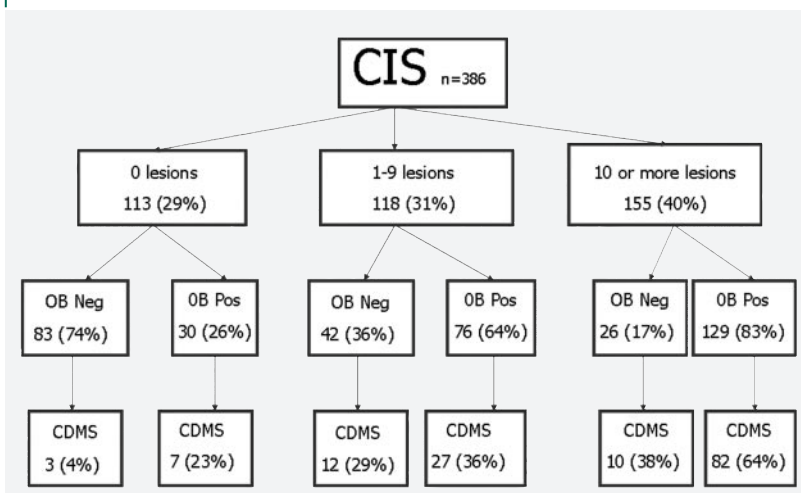 CIS n=386
0 lesions
113 (29%)
1-9 lesions
118 (31%)
10 or more lesions
155 (40%)
OB Neg
83 (74%)
0B Pos
30 (26%)
OB Neg
42 (36%)
0B Pos
76 (64%)
OB Neg
26 (17%)
0B Pos
129 (83%)
CDMS
3 (4%)
CDMS
7 (23%)
CDMS
12 (29%)
CDMS
27 (36%)
CDMS
10 (38%)
CDMS
82 (64%)